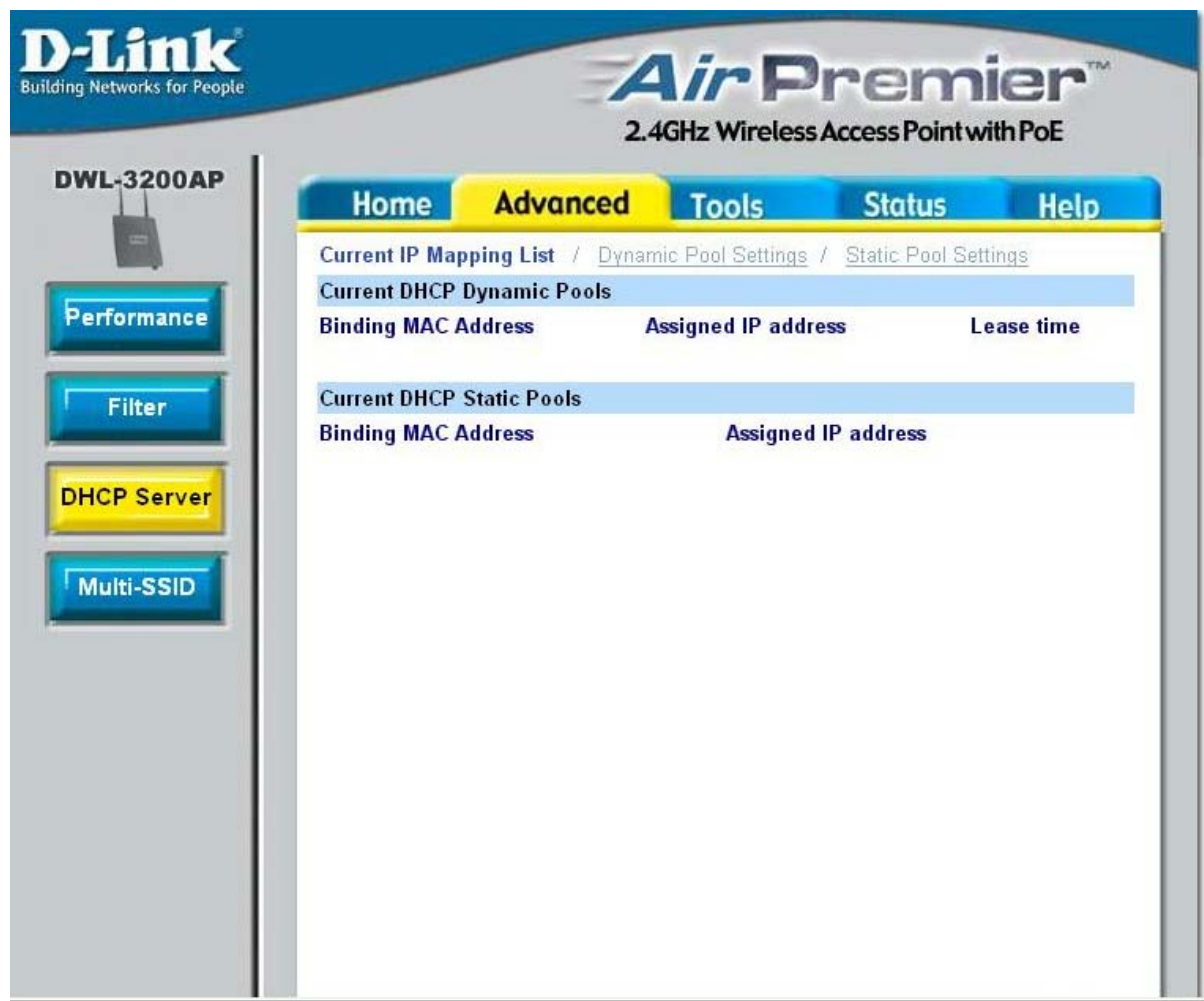 D-Link®
Building Networks for People
Air Premier™
2.4GHz Wireless Access Point with PoE
DWL-3200AP
Home Advanced Tools Status Help
Current IP Mapping List / Dynamic Pool Settings / Static Pool Settings
Current DHCP Dynamic Pools
Binding MAC Address Assigned IP address Lease time
Current DHCP Static Pools
Binding MAC Address Assigned IP address
Performance
Filter
DHCP Server
Multi-SSID